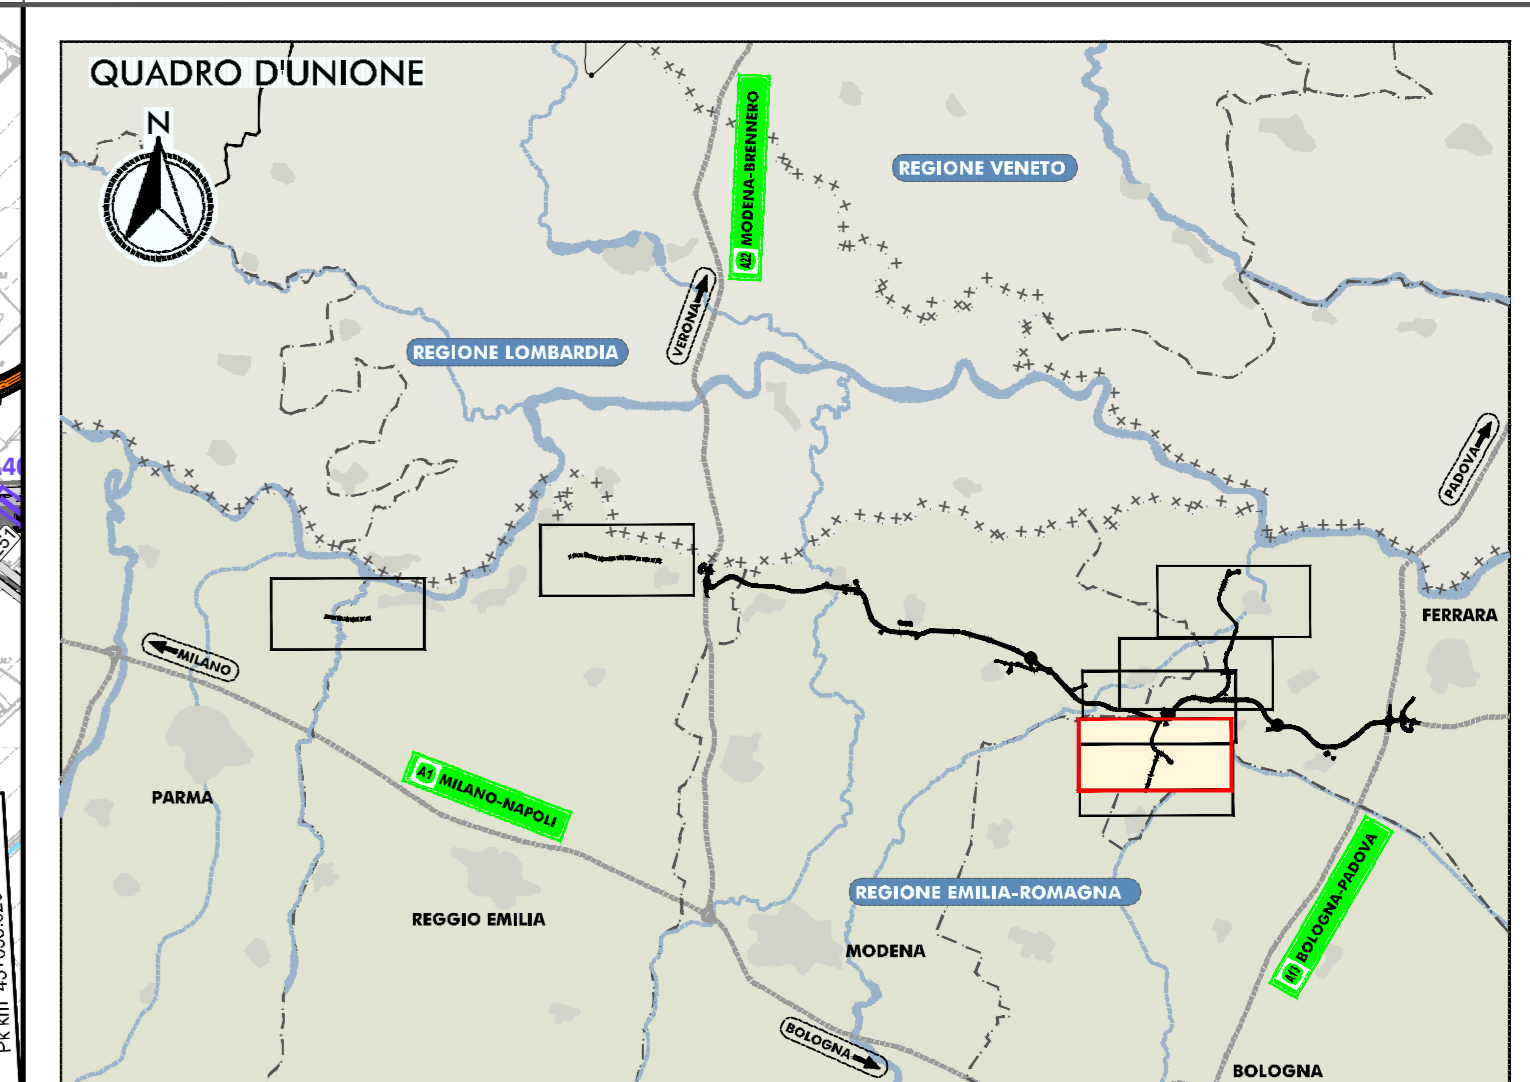 QUADRO D'UNIONE
N
A22 MODENA-BRENNERO
REGIONE VENETO
VERONA
REGIONE LOMBARDIA
PADOVA
FERRARA
MILANO
A1 MILANO-NAPOLI
PARMA
REGGIO EMILIA
REGIONE EMILIA-ROMAGNA
MODENA
A13 BOLOGNA-PADOVA
BOLOGNA
BOLOGNA